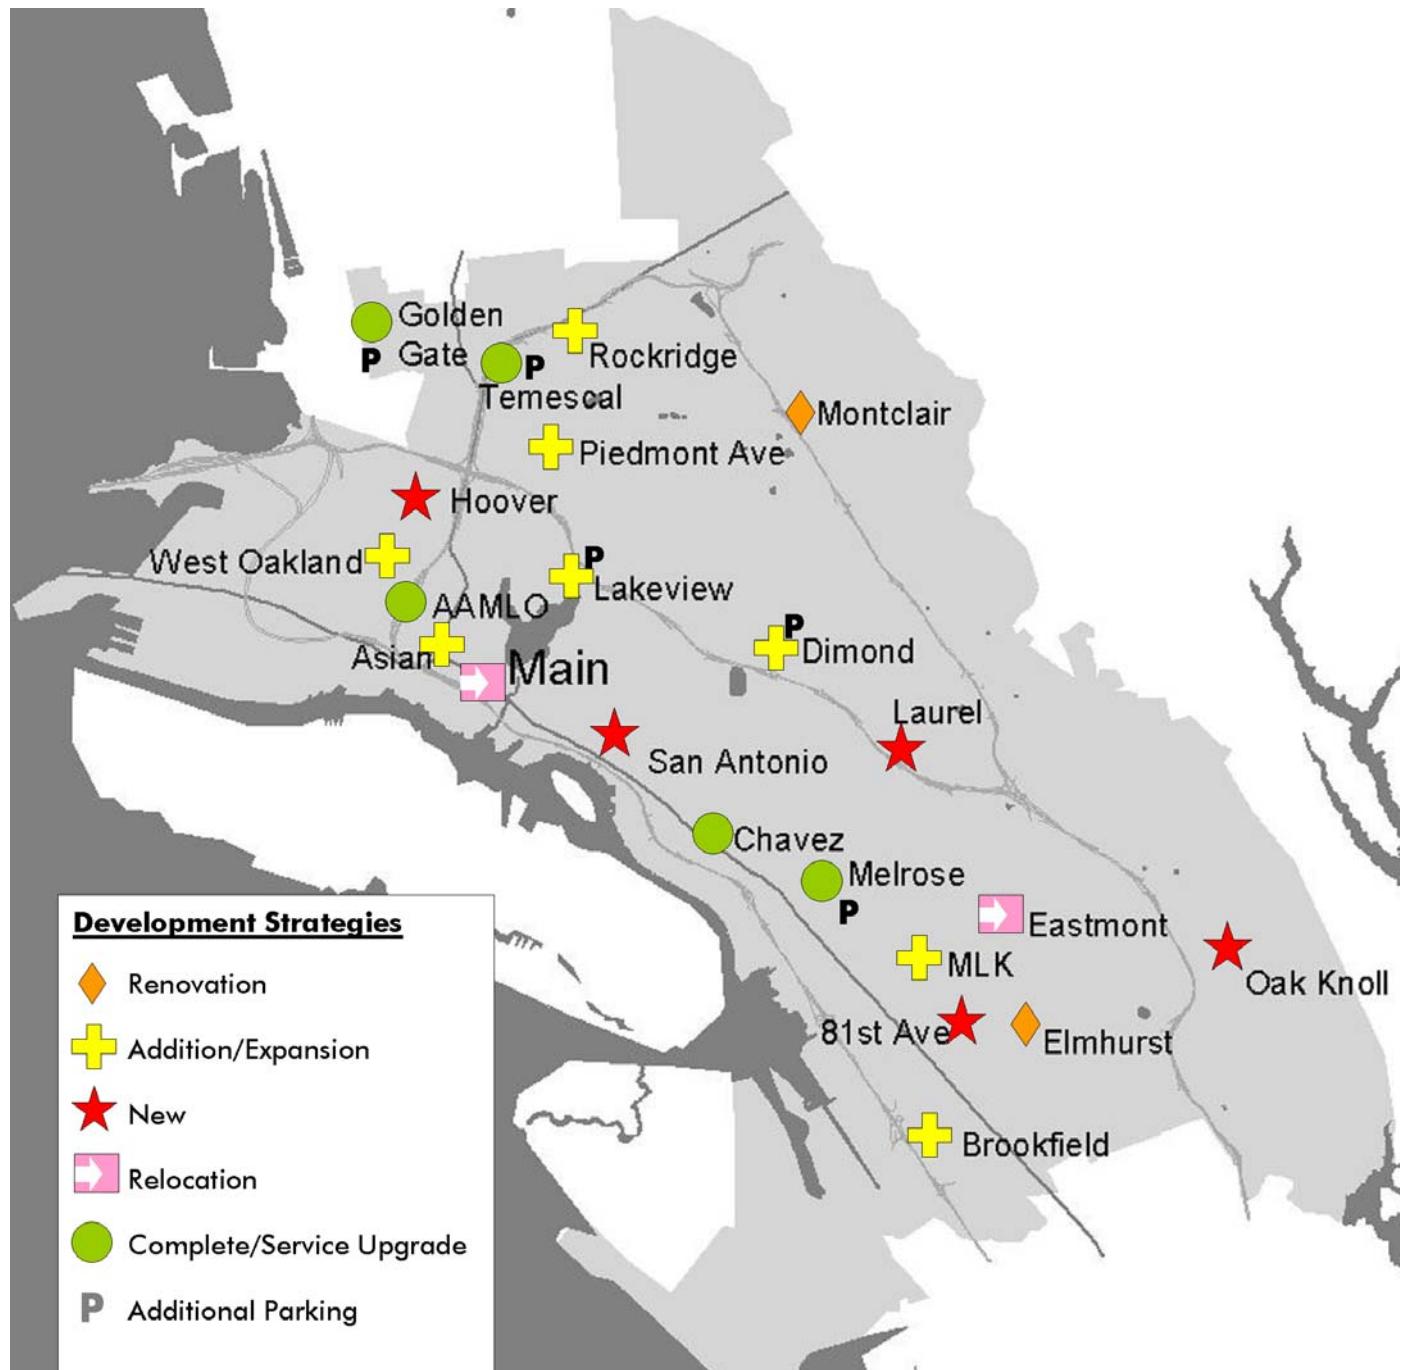 Golden
Gate
P
P
Temescal
Rockridge
Montclair
Piedmont Ave
Hoover
West Oakland
P
Lakeview
AAMLO
Asian
Main
P
Dimond
Laurel
San Antonio
Chavez
Melrose
P
Eastmont
MLK
Oak Knoll
81st Ave
Elmhurst
Brookfield
Development Strategies
Renovation
Addition/Expansion
New
Relocation
Complete/Service Upgrade
P Additional Parking